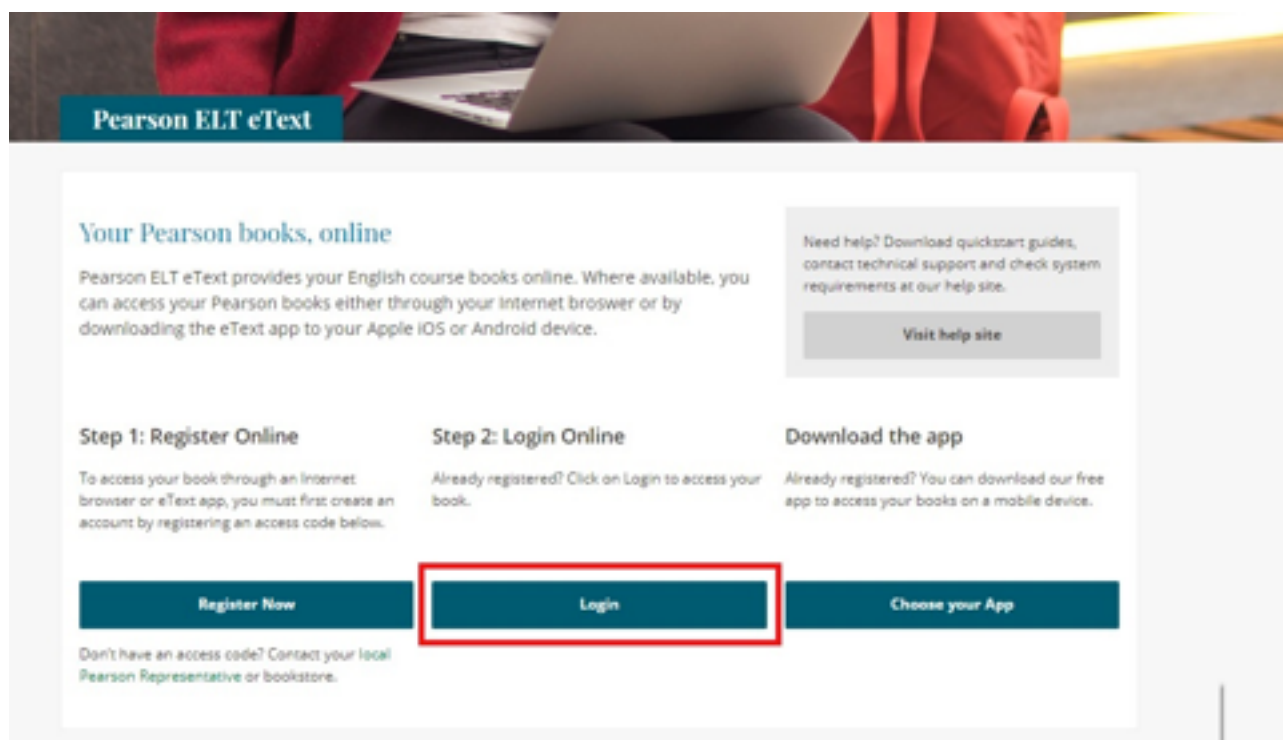 Pearson ELT eText
Your Pearson books, online
Pearson ELT eText provides your English course books online. Where available, you
can access your Pearson books either through your Internet broswer or by
downloading the eText app to your Apple iOS or Android device.
Need help? Download quickstart guides,
contact technical support and check system
requirements at our help site.
Visit help site
Step 1: Register Online
To access your book through an Internet
browser or eText app, you must first create an
account by registering an access code below.
Register Now
Don't have an access code? Contact your local
Pearson Representative or bookstore.
Step 2: Login Online
Already registered? Click on Login to access your
book.
Login
Download the app
Already registered? You can download our free
app to access your books on a mobile device.
Choose your App